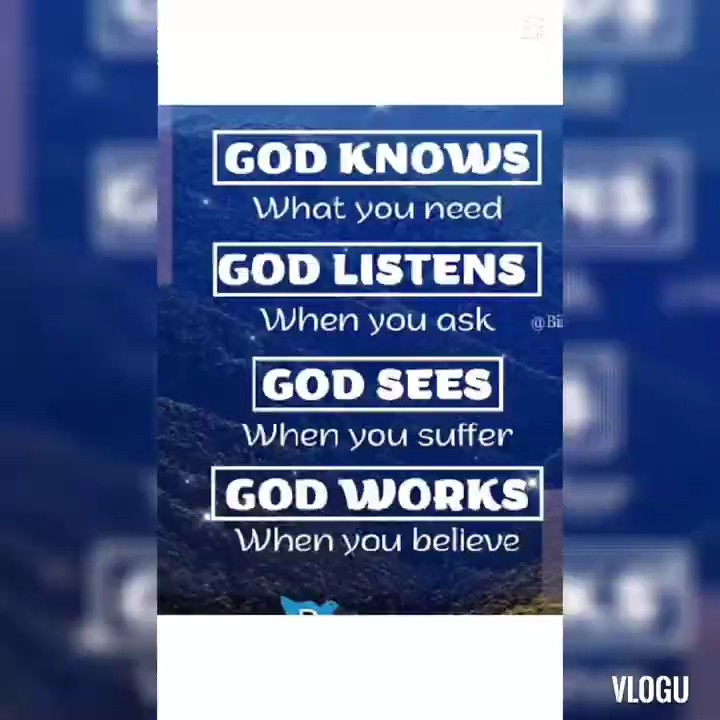 GOD KNOWS
What you need
GOD LISTENS
When you ask
GOD SEES
When you suffer
GOD WORKS
When you believe
VLOGU